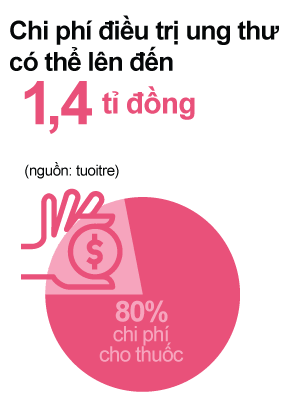 Chi phí điều trị ung thư
có thể lên đến
1,4 tỉ đồng
(nguồn: tuoitre)
$
80%
chi phí
cho thuốc